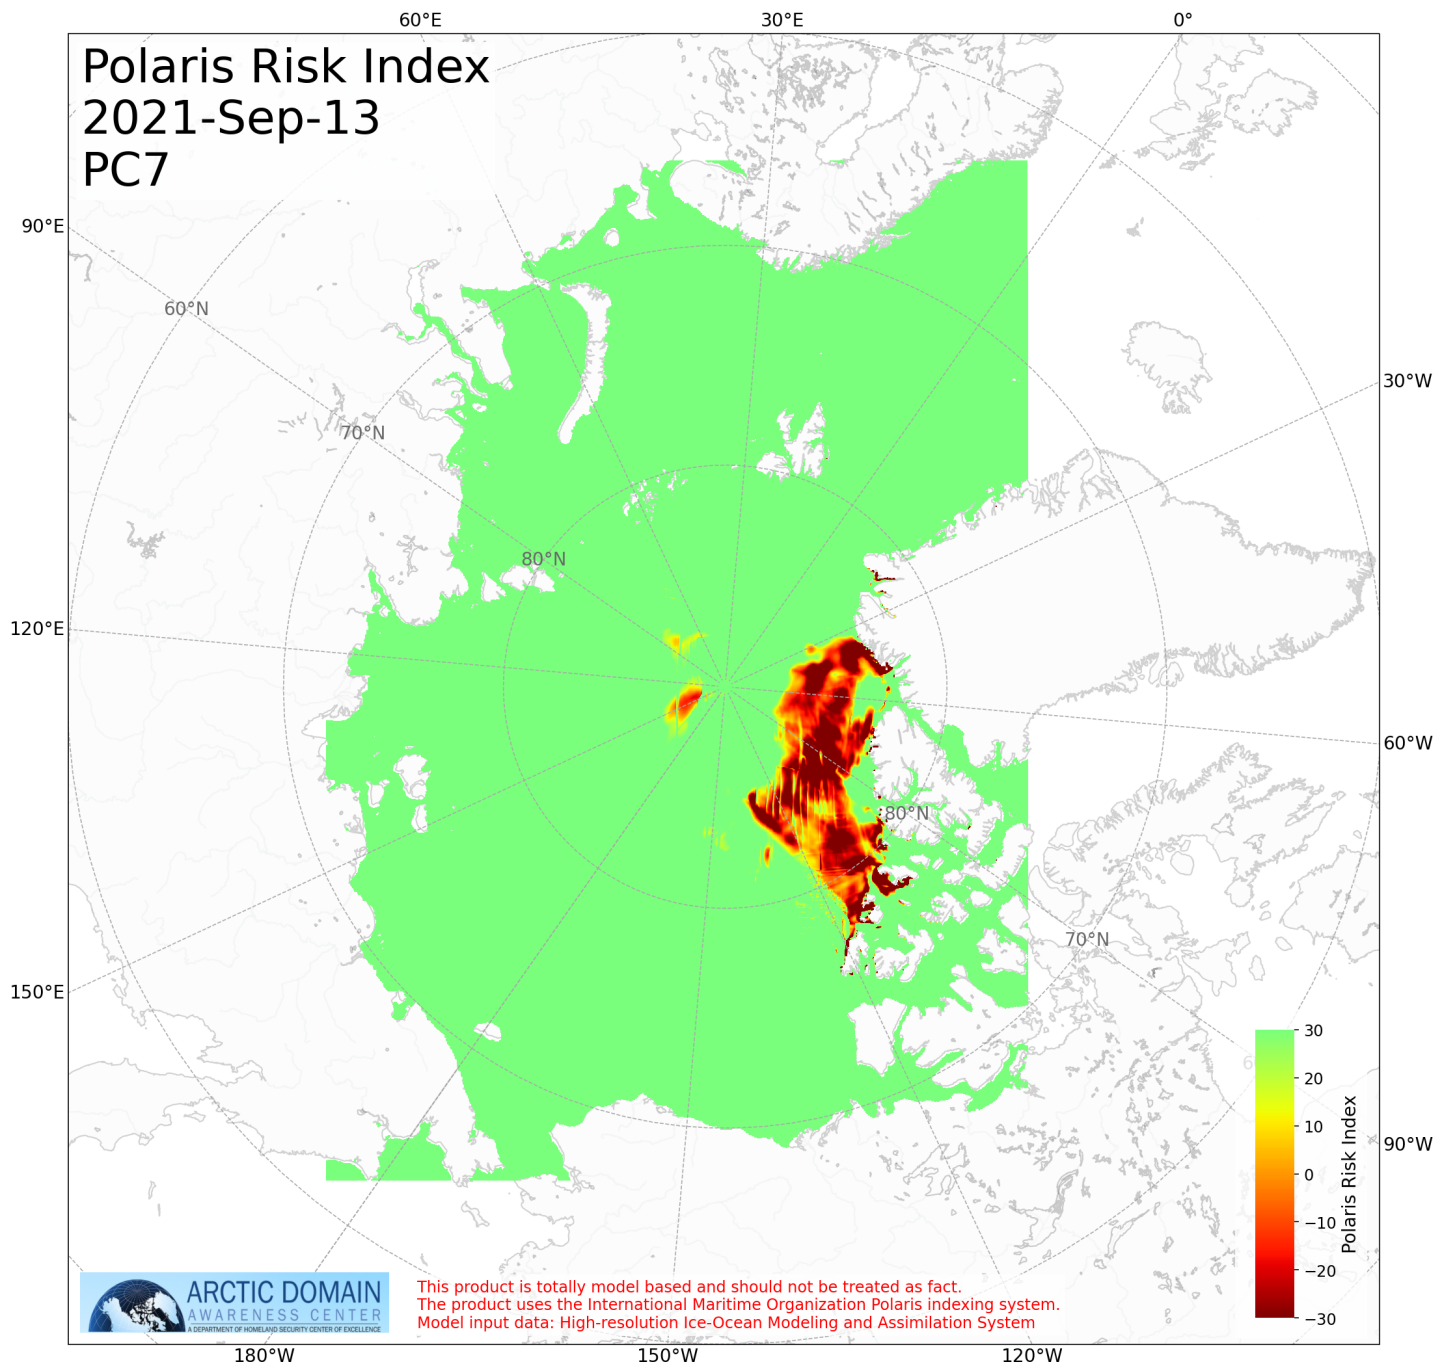 60°E 30°E 0°
Polaris Risk Index
2021-Sep-13
PC7
90°E
60°N
30°W
70°N
80°N
120°E
60°W
80°N
70°N
150°E
30
20
10
0
−10
−20
−30
Polaris Risk Index
90°W
ARCTIC DOMAIN
AWARENESS CENTER
A DEPARTMENT OF HOMELAND SECURITY CENTER OF EXCELLENCE
This product is totally model based and should not be treated as fact.
The product uses the International Maritime Organization Polaris indexing system.
Model input data: High-resolution Ice-Ocean Modeling and Assimilation System
180°W 150°W 120°W